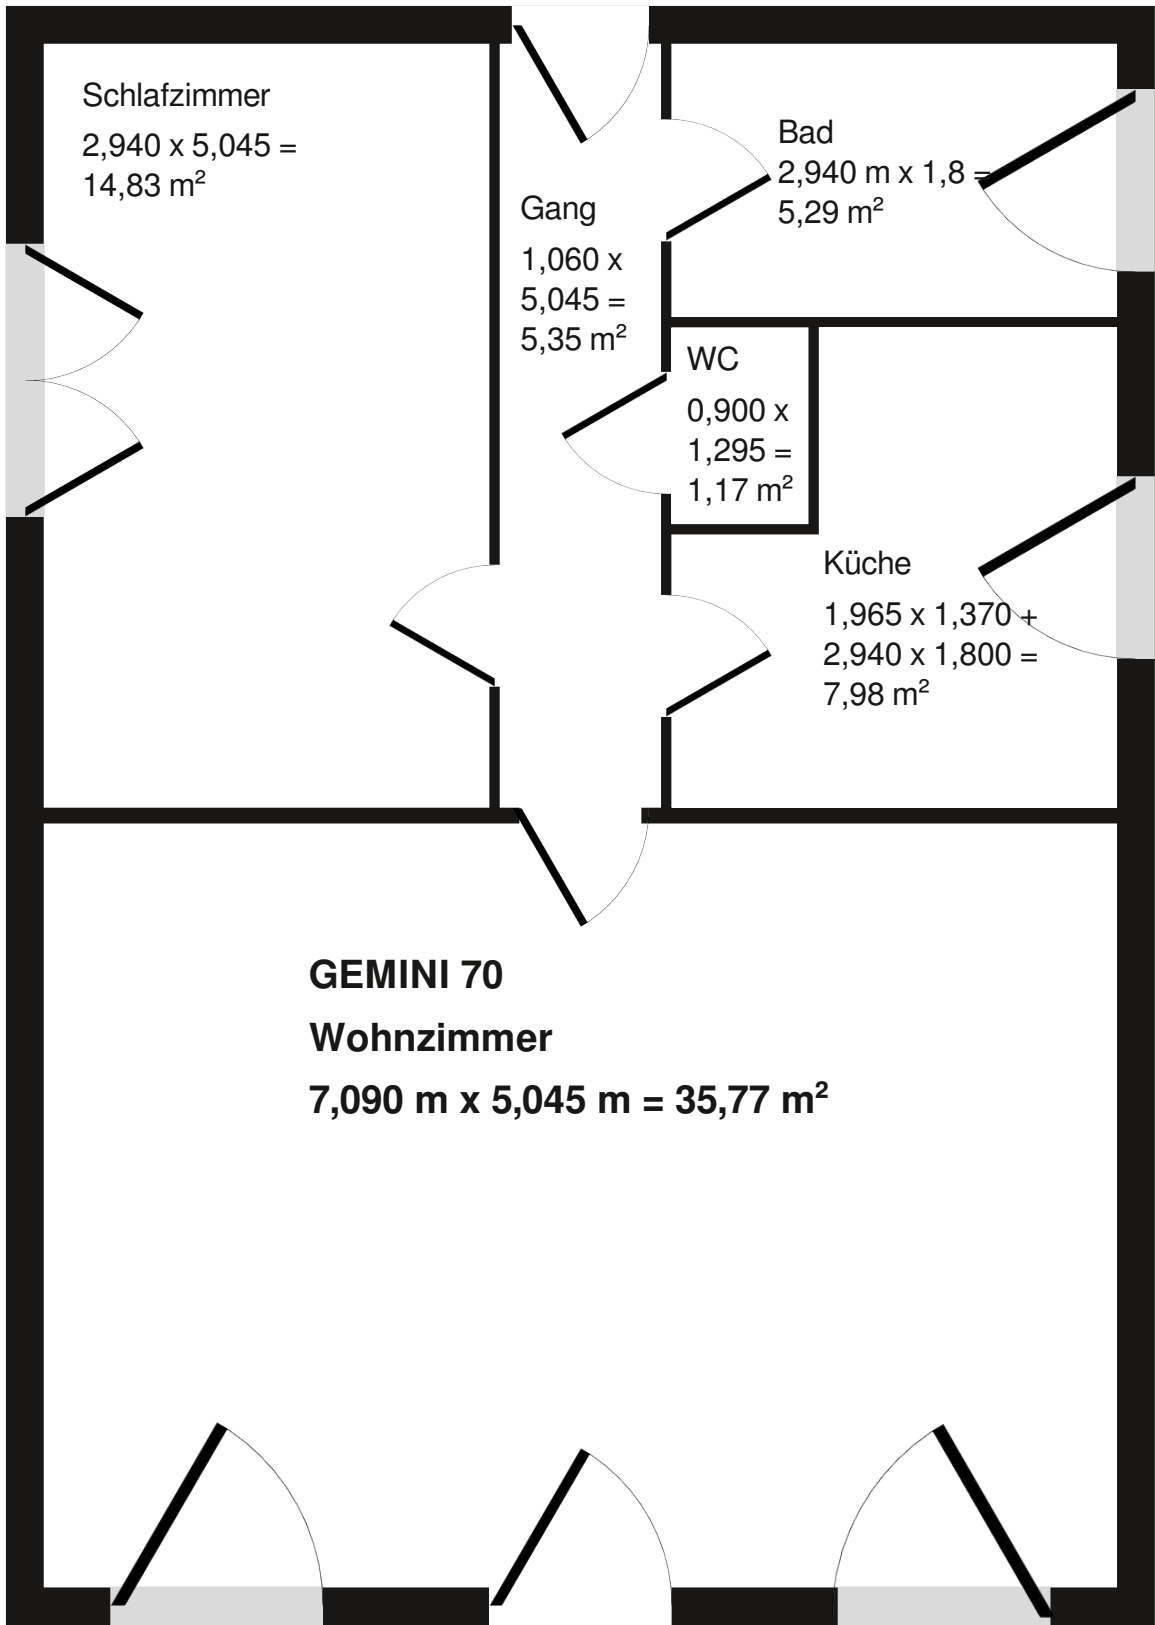 Schlafzimmer
2,940 x 5,045 =
14,83 m²
Gang
1,060 x
5,045 =
5,35 m²
Bad
2,940 m x 1,8 =
5,29 m²
WC
0,900 x
1,295 =
1,17 m²
Küche
1,965 x 1,370 +
2,940 x 1,800 =
7,98 m²
GEMINI 70
Wohnzimmer
7,090 m x 5,045 m = 35,77 m²